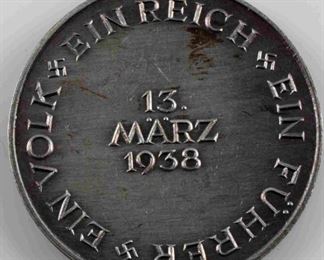 EIN VOLK EIN REICH EIN FÜHRER
13.
MÄRZ
1938